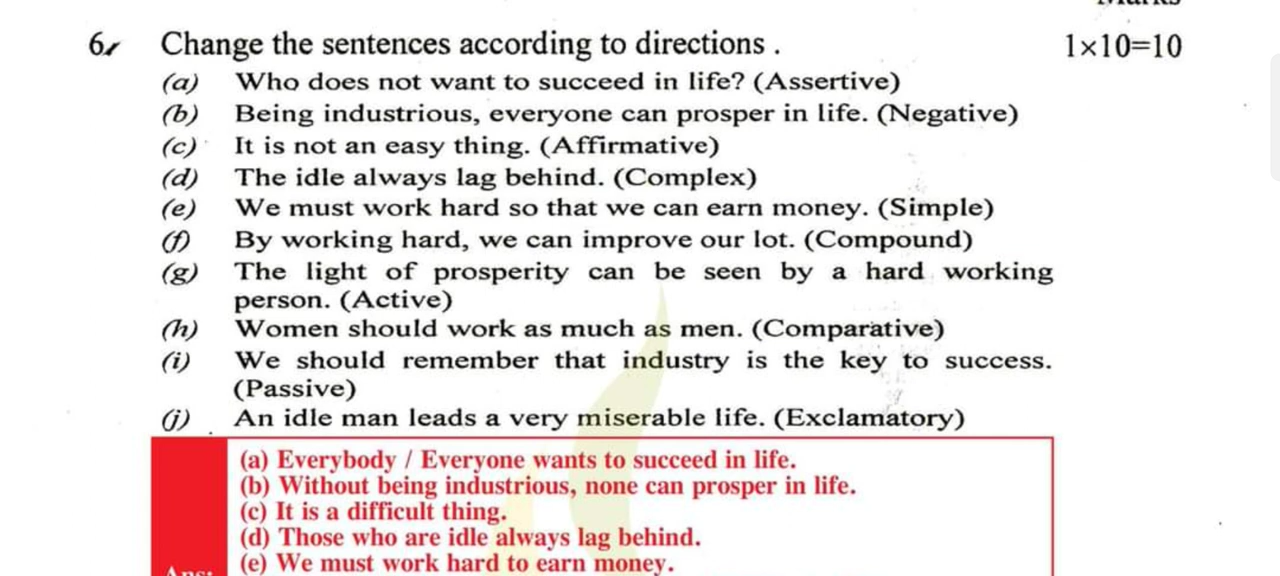 Marks
6. Change the sentences according to directions . 1×10=10
(a) Who does not want to succeed in life? (Assertive)
(b) Being industrious, everyone can prosper in life. (Negative)
(c) It is not an easy thing. (Affirmative)
(d) The idle always lag behind. (Complex)
(e) We must work hard so that we can earn money. (Simple)
(f) By working hard, we can improve our lot. (Compound)
(g) The light of prosperity can be seen by a hard working
person. (Active)
(h) Women should work as much as men. (Comparative)
(i) We should remember that industry is the key to success.
(Passive)
(j) An idle man leads a very miserable life. (Exclamatory)
(a) Everybody / Everyone wants to succeed in life.
(b) Without being industrious, none can prosper in life.
(c) It is a difficult thing.
(d) Those who are idle always lag behind.
(e) We must work hard to earn money.
Ans: